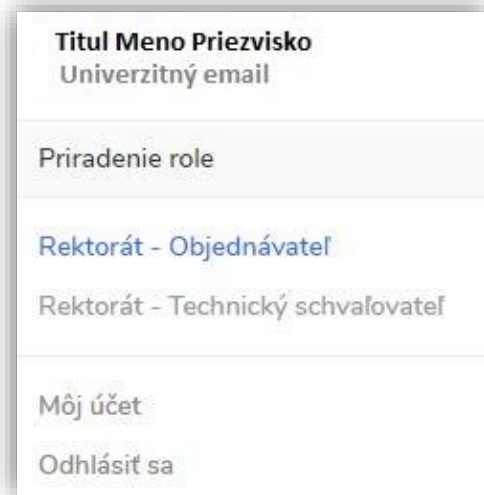 Titul Meno Priezvisko
Univerzitný email
Priradenie role
Rektorát - Objednávateľ
Rektorát - Technický schvaľovateľ
Môj účet
Odhlásiť sa